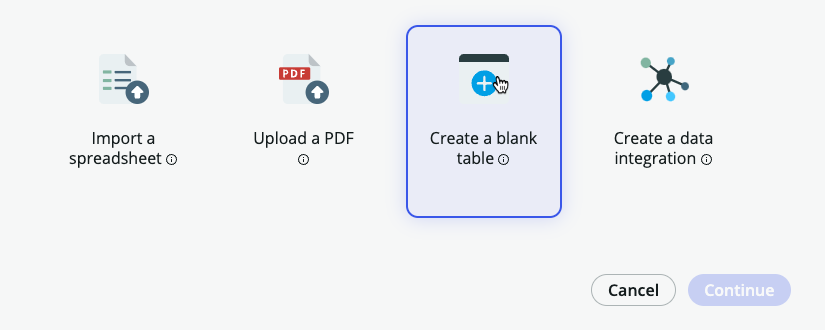 PDF
Import a
spreadsheet
Upload a PDF
Create a blank
table
Create a data
integration
Cancel
Continue